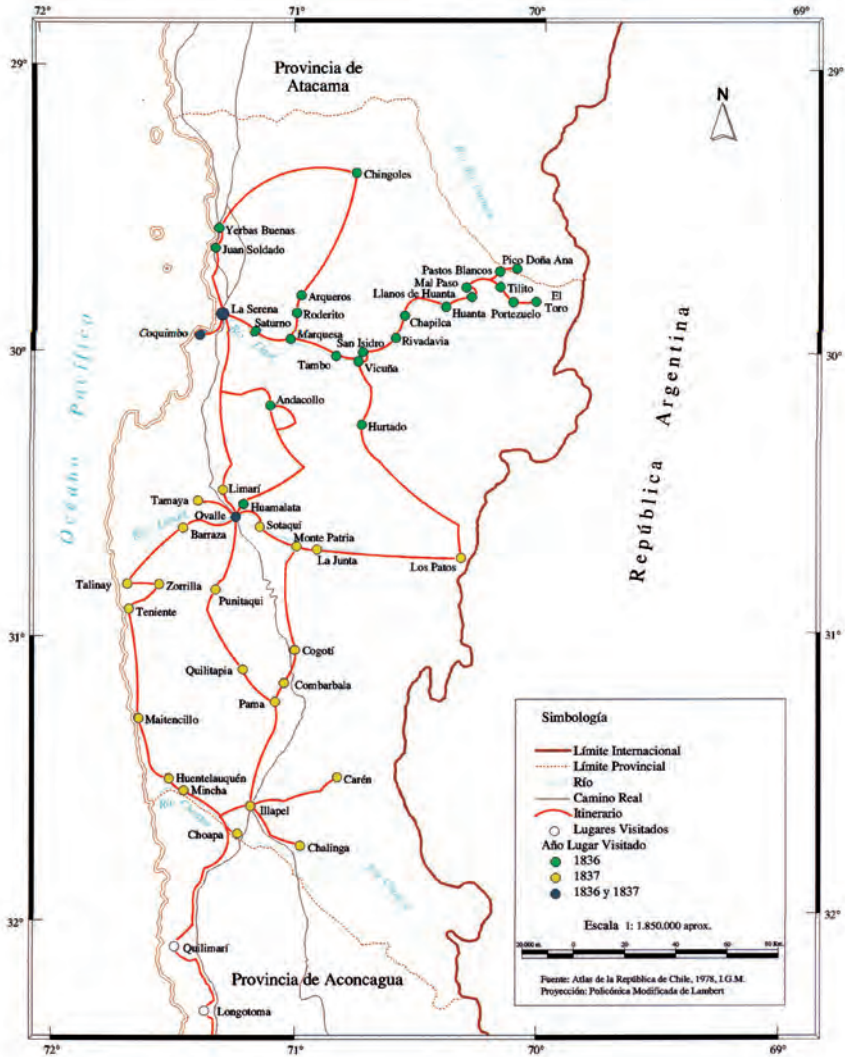 72°
71°
70°
69°
29°
29°
Provincia de
Atacama
N
Chingoles
Yerbas Buenas
Juan Soldado
Pico Doña Ana
Pastos Blancos
Mal Paso
Tilito
El
Toro
Arqueros
Llanos de Huanta
La Serena
Roderito
Huanta
Portezuelo
Saturno
Chapilca
Coquimbo
Marquesa
San Isidro
Rivadavia
30°
30°
Tambo
Vicuña
Océano Pacífico
República Argentina
Andacollo
Hurtado
Limarí
Tamaya
Huamalata
Ovalle
Sotaquí
Barraza
Monte Patria
La Junta
Los Patos
Talinay
Zorrilla
Punitaqui
Teniente
31°
31°
Cogotí
Quilitapia
Combarbala
Pama
Maitencillo
Huentelauquén
Mincha
Carén
Río Choapa
Illapel
Choapa
Chalinga
32°
32°
Quilimarí
Provincia de Aconcagua
Longotoma
Simbología
Límite Internacional
Límite Provincial
Río
Camino Real
Itinerario
Lugares Visitados
Año Lugar Visitado
1836
1837
1836 y 1837
Escala 1: 1.850.000 aprox.
0
20
40
60
Fuente: Atlas de la República de Chile, 1978, I.G.M.
Proyección: Policónica Modificada de Lambert
72°
71°
70°
69°